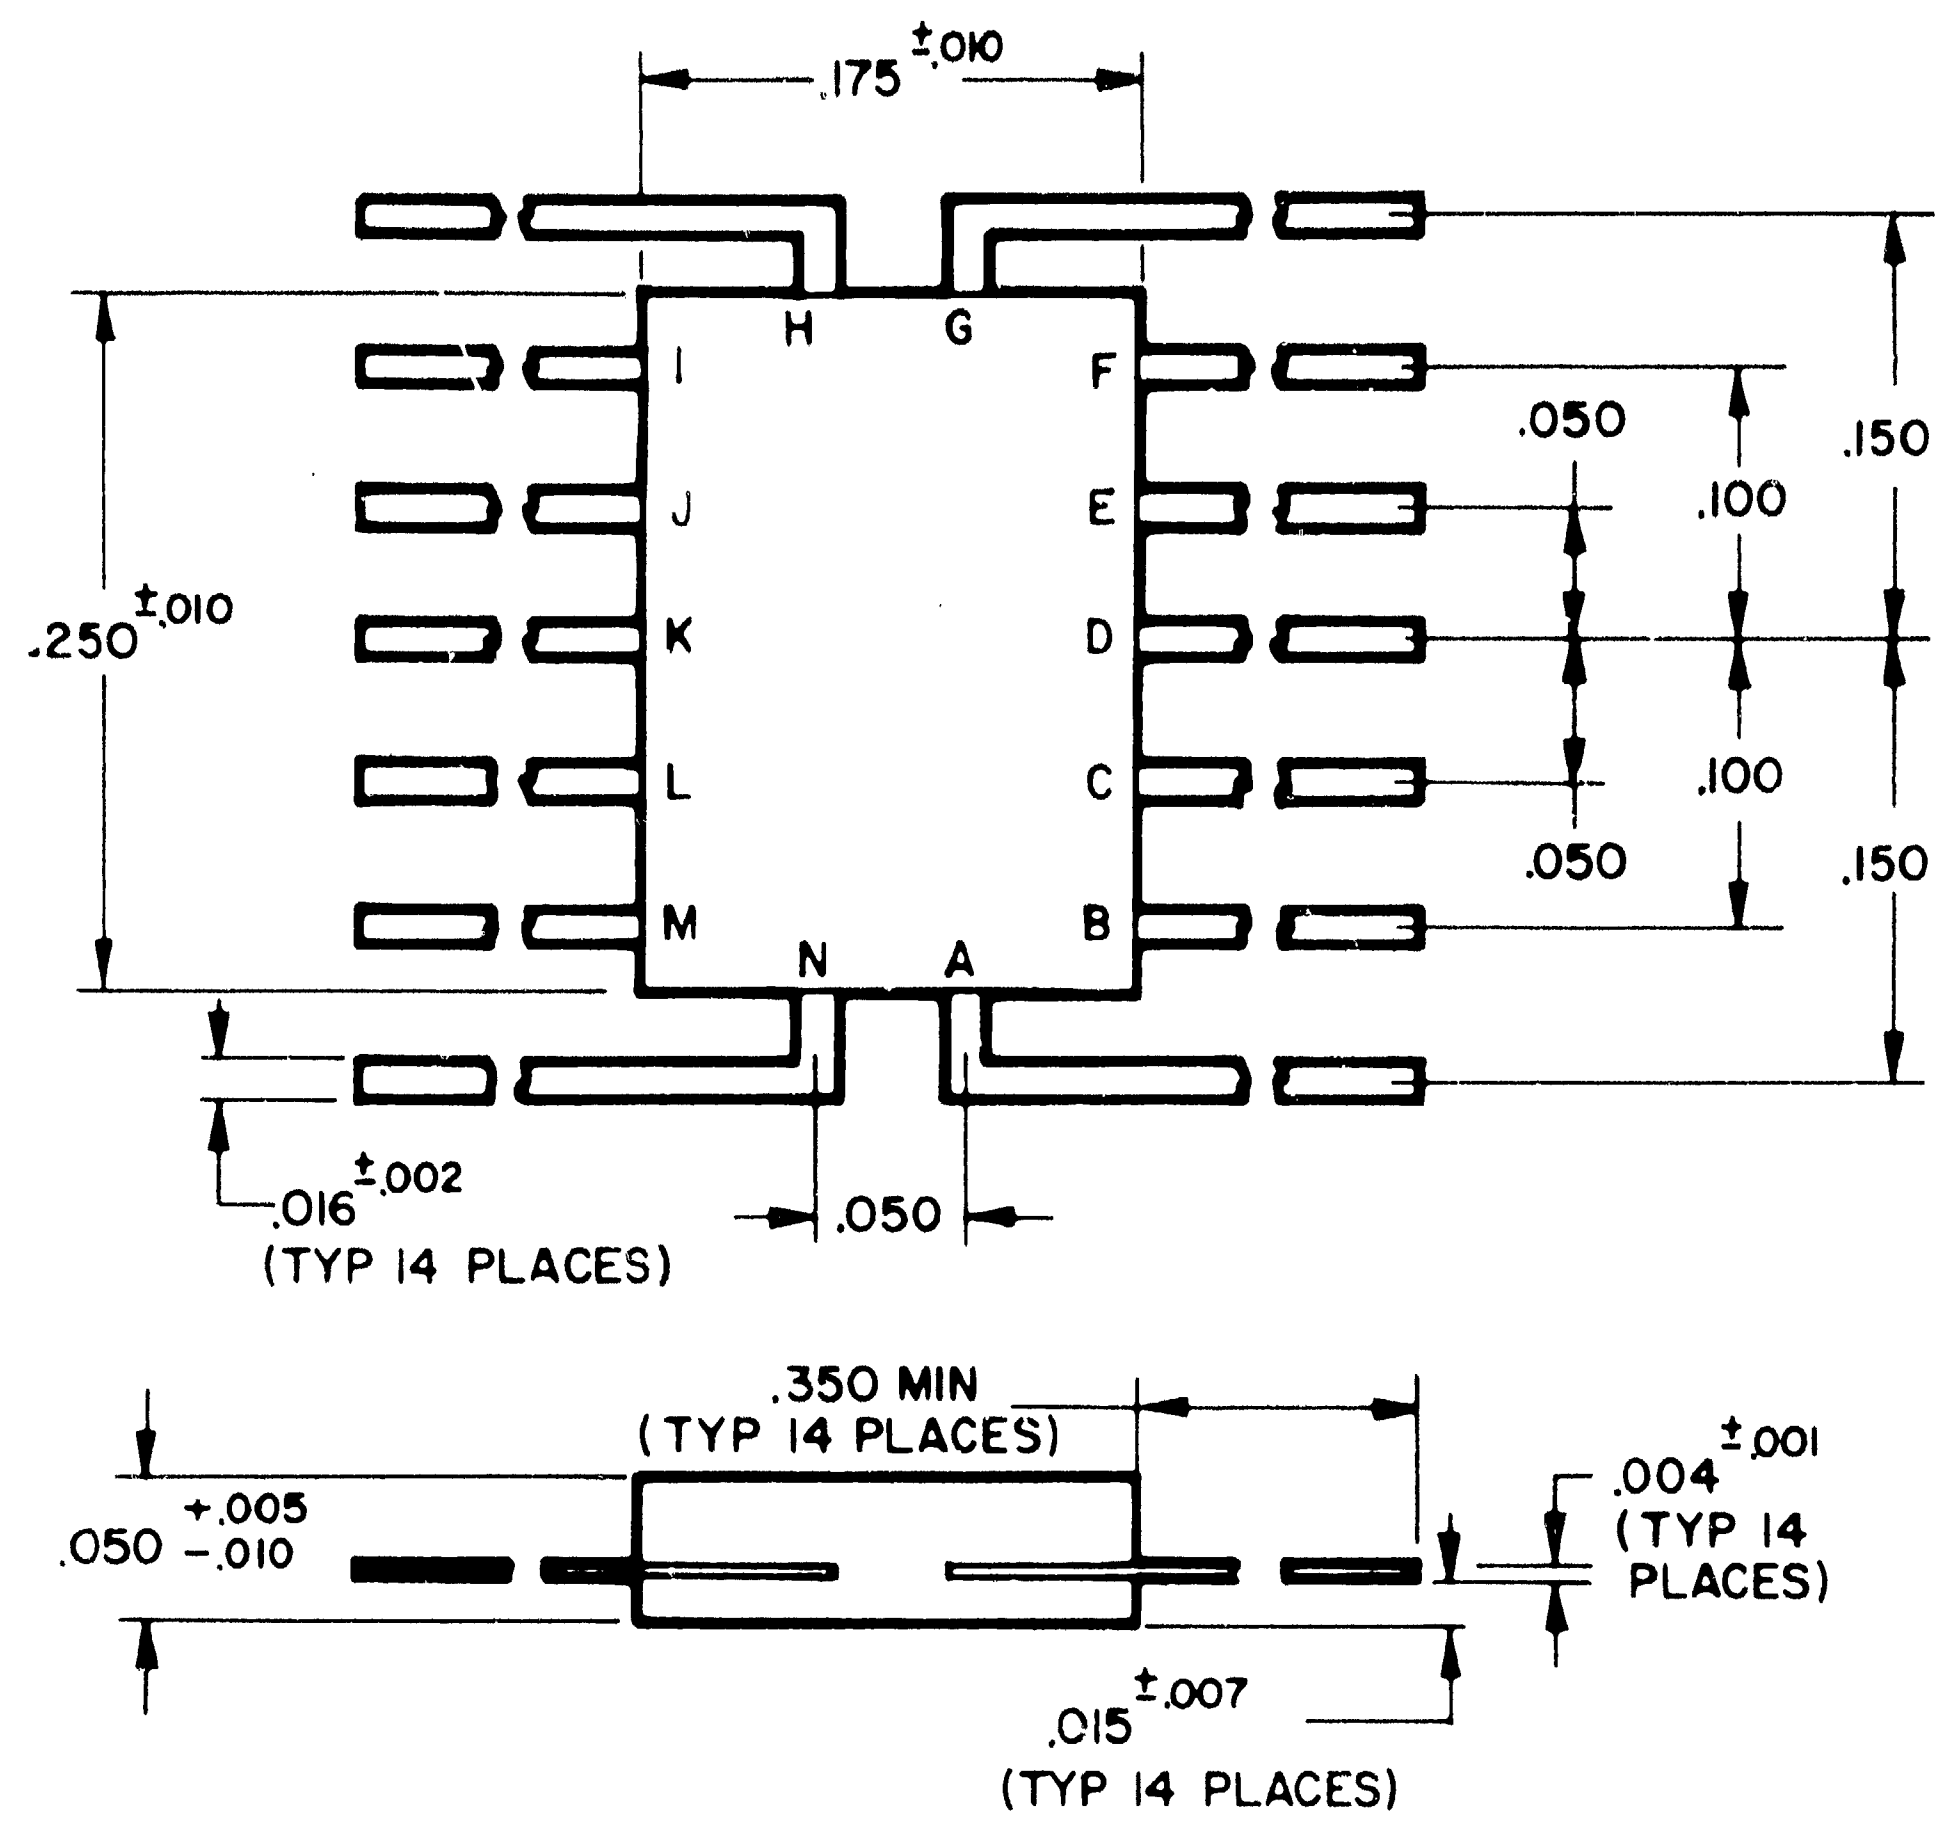 .175 ±.010
H G
I F
.050
.150
J E
.100
.250 ±.010
K D
L C
.100
.050
.150
M B
N A
.016 ±.002
(TYP 14 PLACES)
.050
.350 MIN
(TYP 14 PLACES)
.004 ±.001
(TYP 14
PLACES)
.050 +.005
-.010
.015 ±.007
(TYP 14 PLACES)